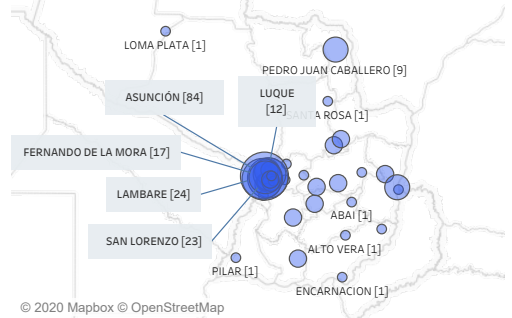 LOMA PLATA [1]
PEDRO JUAN CABALLERO [9]
ASUNCIÓN [84]
LUQUE
[12]
SANTA ROSA [1]
FERNANDO DE LA MORA [17]
LAMBARE [24]
ABAI [1]
SAN LORENZO [23]
ALTO VERA [1]
PILAR [1]
ENCARNACION [1]
© 2020 Mapbox © OpenStreetMap